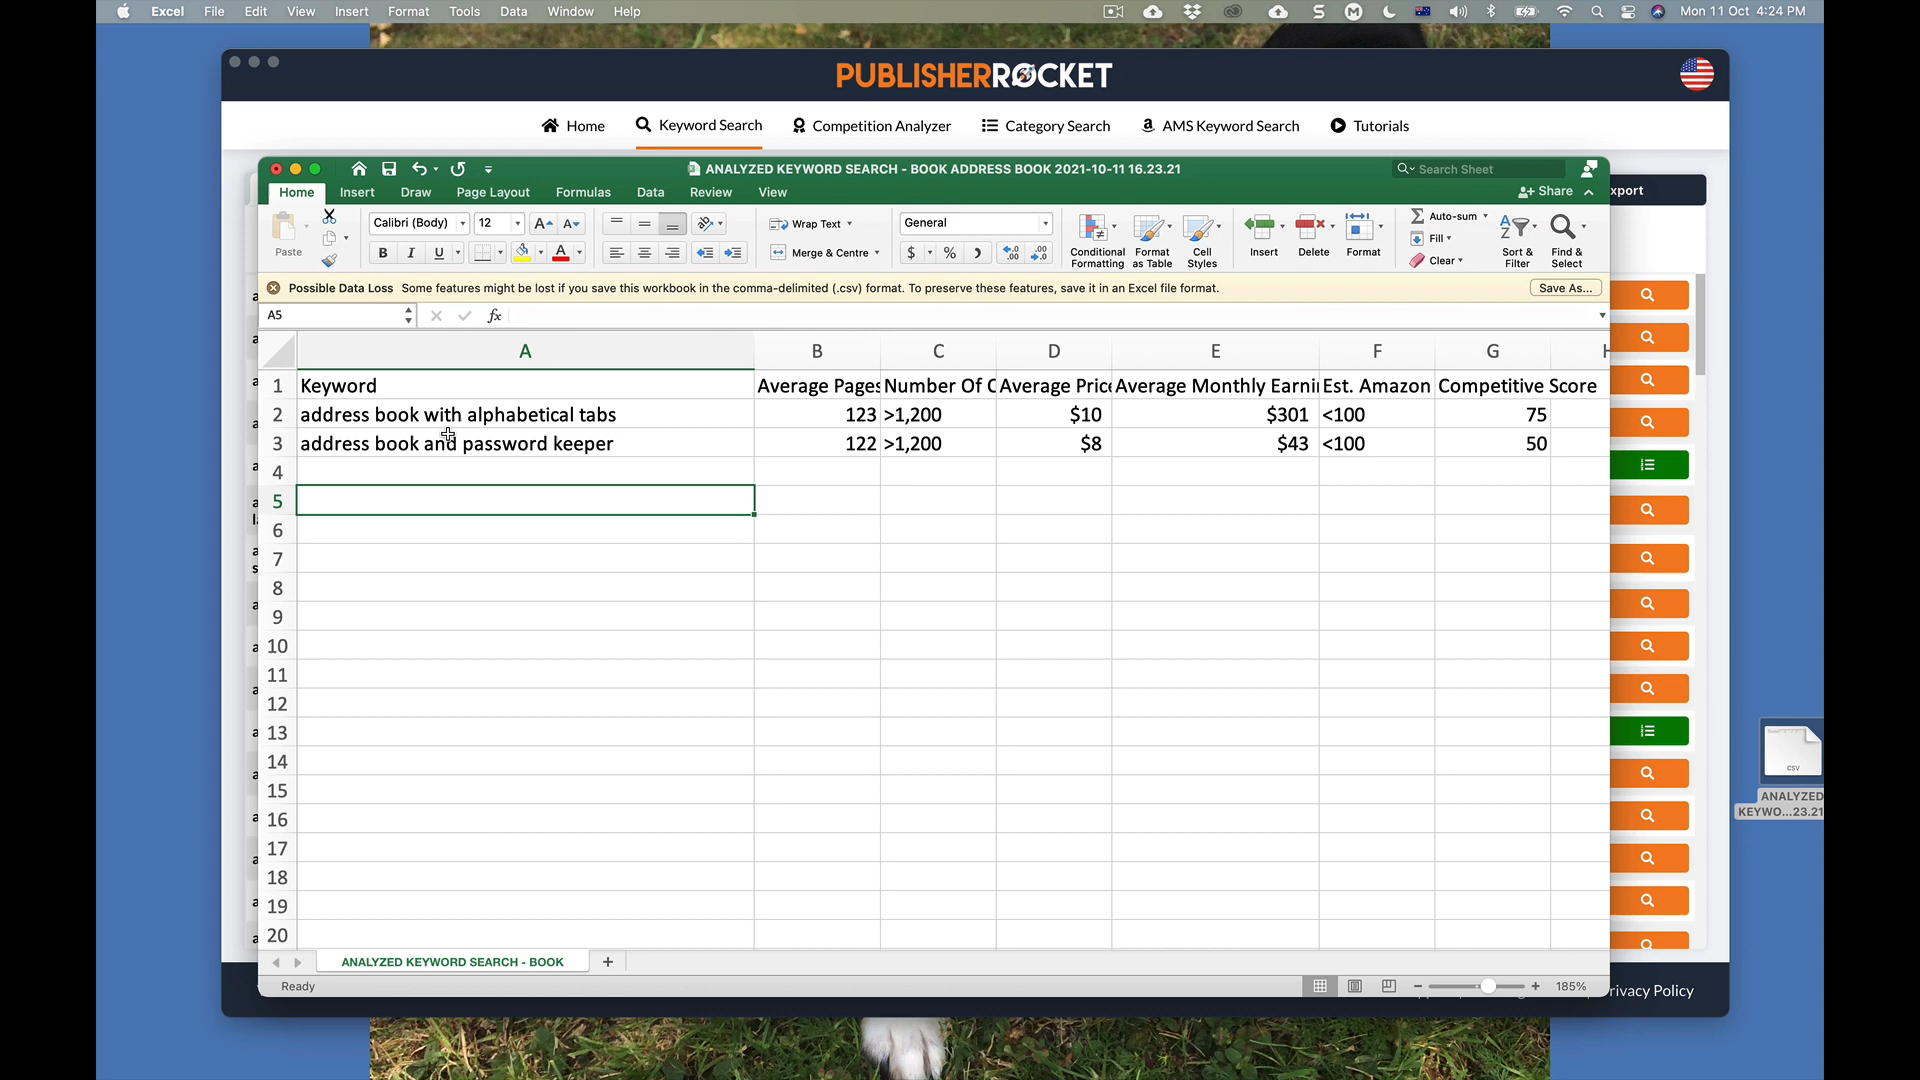 Excel File Edit View Insert Format Tools Data Window Help Mon 11 Oct 4:24 PM
PUBLISHERROCKET
Home Keyword Search Competition Analyzer Category Search AMS Keyword Search Tutorials
ANALYZED KEYWORD SEARCH - BOOK ADDRESS BOOK 2021-10-11 16.23.21 Search Sheet
Home Insert Draw Page Layout Formulas Data Review View Share
xport
Paste
Calibri (Body) 12
Wrap Text
General
Auto-sum
B I U
Merge & Centre
$ %
Conditional Formatting
Format as Table
Cell Styles
Insert
Delete
Format
Fill
Clear
Sort & Filter
Find & Select
Possible Data Loss Some features might be lost if you save this workbook in the comma-delimited (.csv) format. To preserve these features, save it in an Excel file format. Save As...
A5 fx
A B C D E F G H
1 Keyword Average Pages Number Of C Average Price Average Monthly Earni Est. Amazon Competitive Score
2 address book with alphabetical tabs 123 >1,200 $10 $301 <100 75
3 address book and password keeper 122 >1,200 $8 $43 <100 50
4
5
6
7
8
9
10
11
12
13
14
15
16
17
18
19
20
CSV
ANALYZED
KEYWO...23.21
ANALYZED KEYWORD SEARCH - BOOK +
Ready 185%
rivacy Policy